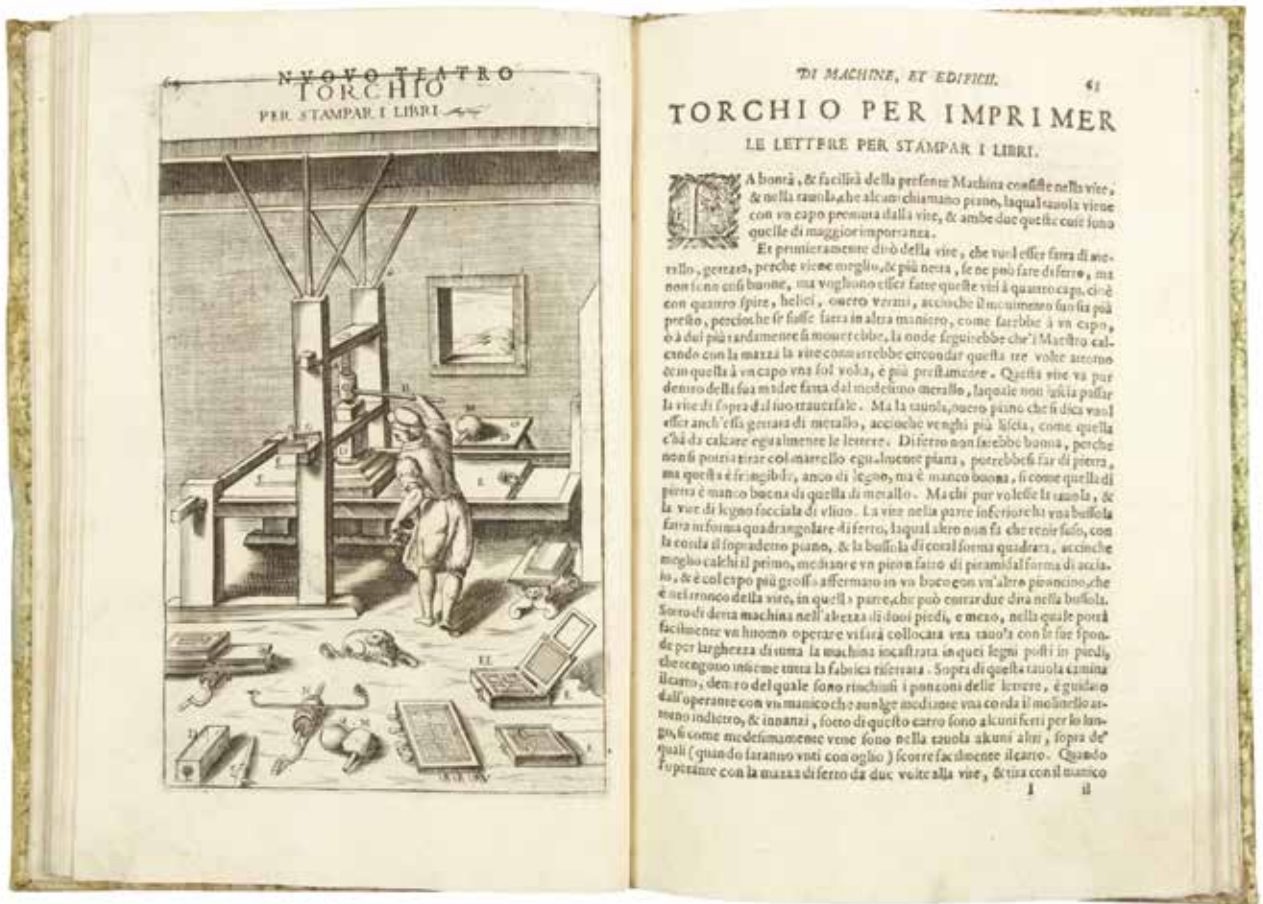 64
NVOVO TEATRO
TORCHIO
PER STAMPAR I LIBRI
DI MACHINE, ET EDIFICII. 65
TORCHIO PER IMPRIMER
LE LETTERE PER STAMPAR I LIBRI.
LA bontà, & facilità della presente Machina consiste nella vite,
& nella tauola, che alcuni chiamano piano, laqual tauola viene
con vn capo premuta dalla vite, & ambe due queste cose sono
quelle di maggior importanza.
Et primieramente dirò della vite, che vuol esser fatta di me-
tallo, gettata, perche viene meglio, & più netta, se ne può fare di ferro, ma
non sono cosi buone, ma vogliono esser fatte queste viti à quattro capi, cioè
con quattro spire, helici, ouero vermi, accioche il mouimento suo sia più
presto, percioche se fusse fatta in altra maniero, come sarebbe à vn capo,
ò à dui più tardamente si mouerebbe, la onde seguirebbe che'l Maestro cal-
cando con la mazza la vite conuerrebbe circondar questa tre volte attorno
& in quella à vn capo vna sol volta, è più prestamente. Questa vite va pur
dentro della sua madre fatta dal medesimo metallo, laquale non lascia passar
la vite di sopra dal suo trauersale. Ma la tauola, ouero piano che si dica vuol
esser anch'essa gettata di metallo, accioche venghi più liscia, come quella
c'hà da calcare egualmente le lettere. Di ferro non sarebbe buona, perche
non si potria tirar col martello egualmente piana, potrebbesi far di pietra,
ma questa è frangibile, anco di legno, ma è manco buona, si come quella di
pietra è manco buona da quella di metallo. Ma chi pur volesse la tauola, &
la vite di legno facciala di vliuo. La vite nella parte inferiore hà vna bussola
fatta in forma quadrangolare di ferro, laqual altro non fà che tenir suso, con
la corda il sopradetto piano, & la bussola di cotal forma quadrata, accioche
meglio calchi il primo, mediante vn piron fatto di piramidal forma di accia-
io, & è col capo più grosso affermato in vn buco con vn'altro pironcino, che
è nel tronco della vite, in quella parte, che può entrar due dita nella bussola.
Sotto di detta machina nell'altezza di duoi piedi, e mezo, nella quale potrà
facilmente vn huomo operare vi sarà collocata vna tauola con le sue spon-
de per larghezza di tutta la machina incastrata in quei legni posti in piedi,
che tengono insieme tutta la fabrica riserrata. Sopra di questa tauola camina
il carro, dentro del quale sono rinchiusi i ponzoni delle lettere, è guidato
dall'operante con vn manico che auolge mediante vna corda il molinello at-
torno indietro, & innanzi, sotto di questo carro sono alcuni ferri per lo lun-
go, si come medesimamente vene sono nella tauola alcuni altri, sopra de'
quali (quando saranno vnti con oglio) scorre facilmente il carro. Quando
l'operante con la mazza di ferro da due volte alla vite, & tira con il manico
I il